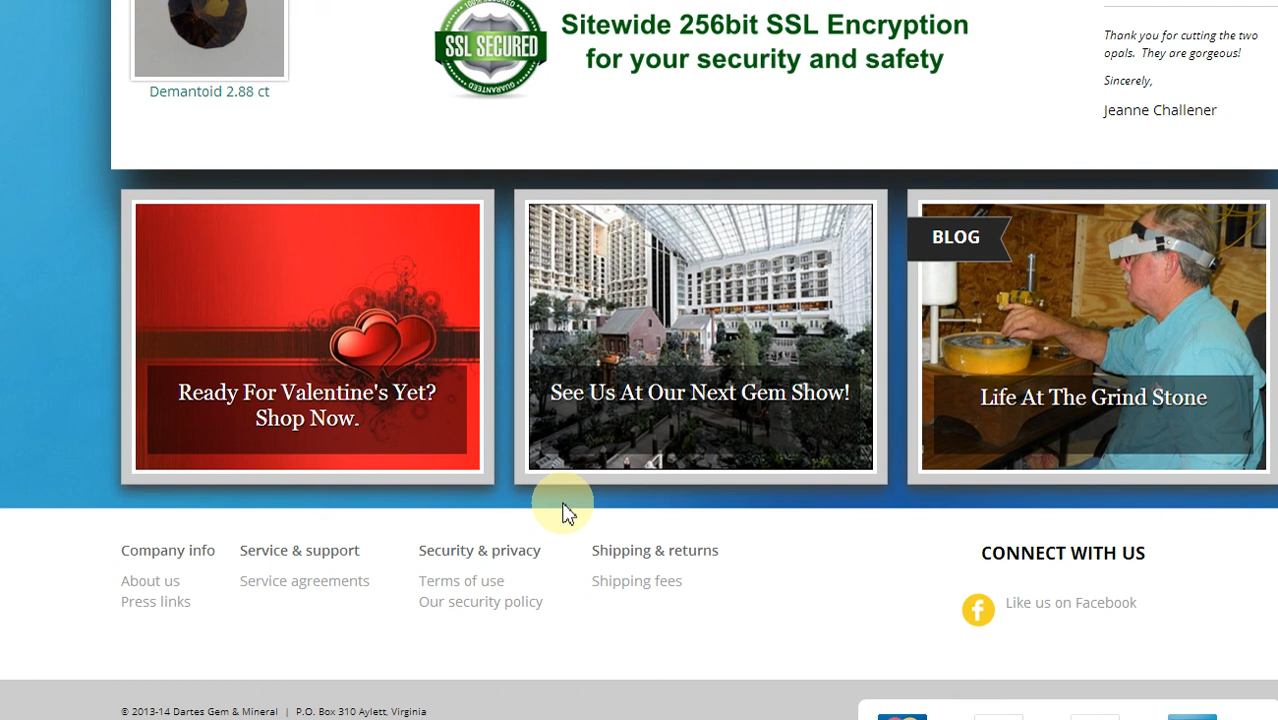 Demantoid 2.88 ct
100% PRIVACY
SSL SECURED
GUARANTEED
Sitewide 256bit SSL Encryption
for your security and safety
Thank you for cutting the two
opals. They are gorgeous!
Sincerely,
Jeanne Challener
Ready For Valentine's Yet?
Shop Now.
See Us At Our Next Gem Show!
BLOG
Life At The Grind Stone
Company info
About us
Press links
Service & support
Service agreements
Security & privacy
Terms of use
Our security policy
Shipping & returns
Shipping fees
CONNECT WITH US
f
Like us on Facebook
© 2013-14 Dartes Gem & Mineral | P.O. Box 310 Aylett, Virginia